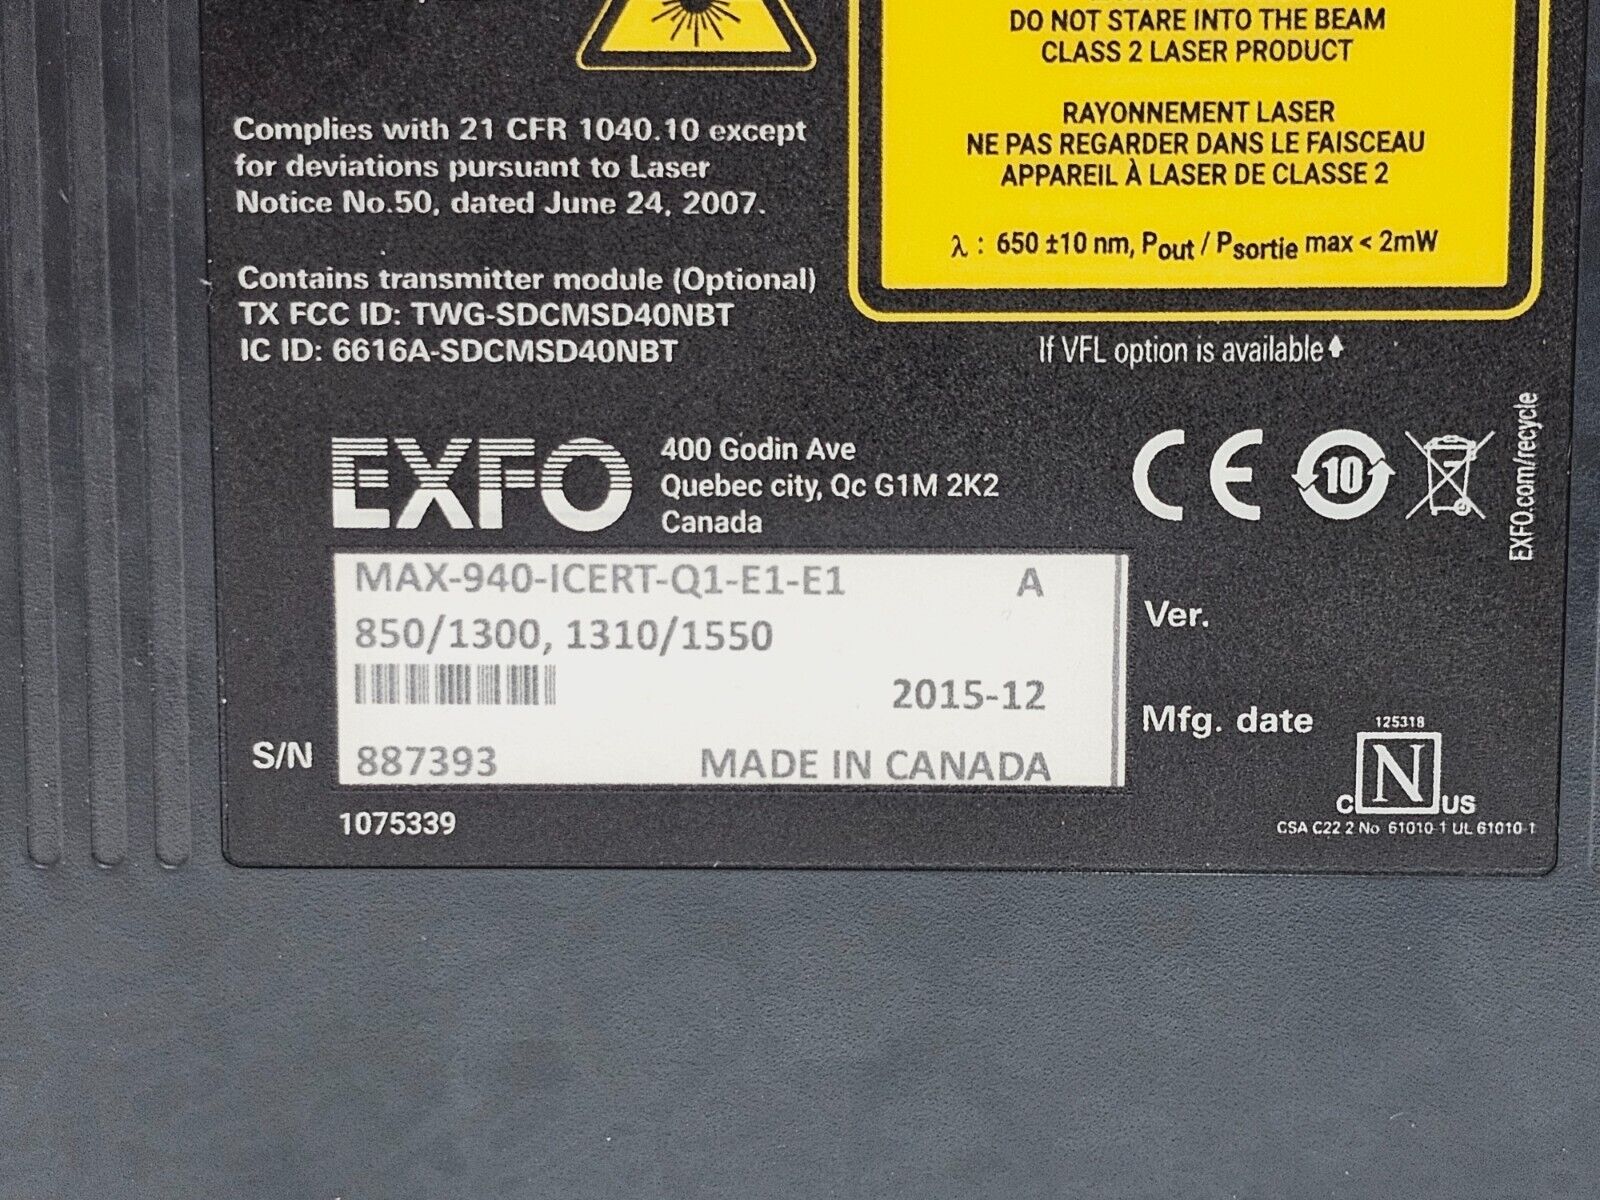 DO NOT STARE INTO THE BEAM
CLASS 2 LASER PRODUCT
RAYONNEMENT LASER
NE PAS REGARDER DANS LE FAISCEAU
APPAREIL À LASER DE CLASSE 2
λ : 650 ±10 nm, Pout / Psortie max < 2mW
If VFL option is available
Complies with 21 CFR 1040.10 except
for deviations pursuant to Laser
Notice No.50, dated June 24, 2007.
Contains transmitter module (Optional)
TX FCC ID: TWG-SDCMSD40NBT
IC ID: 6616A-SDCMSD40NBT
EXFO
400 Godin Ave
Quebec city, Qc G1M 2K2
Canada
CE
10
EXFO.com/recycle
MAX-940-ICERT-Q1-E1-E1 A
Ver.
850/1300, 1310/1550
2015-12
Mfg. date
S/N
887393
MADE IN CANADA
1075339
125318
C N US
CSA C22 2 No 61010-1 UL 61010-1